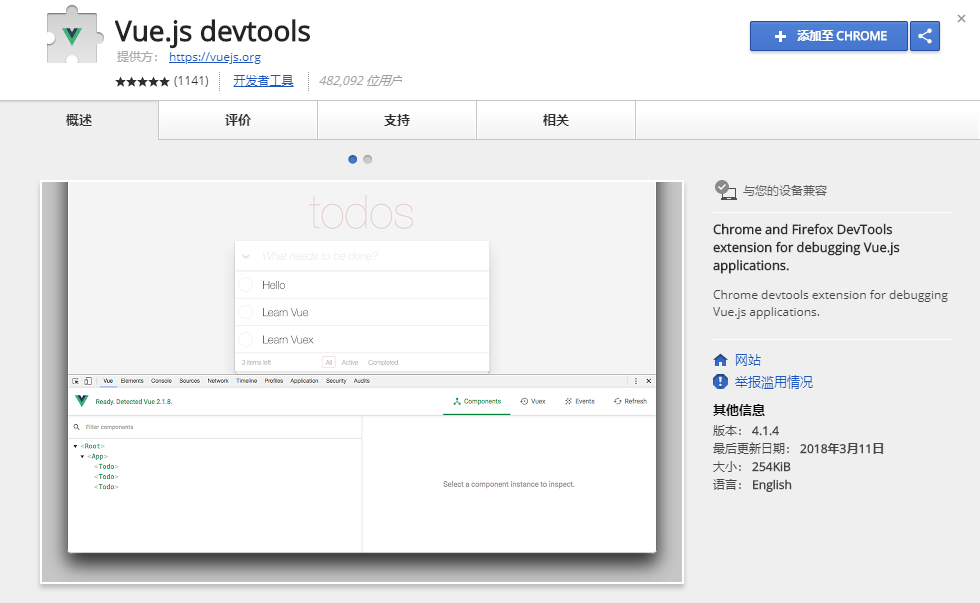 Vue.js devtools
提供方： https://vuejs.org
★★★★★ (1141) 开发者工具 482,092 位用户
添加至 CHROME
概述 评价 支持 相关
todos
What needs to be done?
Hello
Learn Vue
Learn Vuex
3 items left All Active Completed
Vue Elements Console Sources Network Timeline Profiles Application Security Audits
Ready. Detected Vue 2.1.8.
Components Vuex Events Refresh
Filter components
<Root>
<App>
<Todo>
<Todo>
<Todo>
Select a component instance to inspect.
与您的设备兼容
Chrome and Firefox DevTools
extension for debugging Vue.js
applications.
Chrome devtools extension for debugging
Vue.js applications.
网站
举报滥用情况
其他信息
版本： 4.1.4
最后更新日期： 2018年3月11日
大小： 254KiB
语言： English